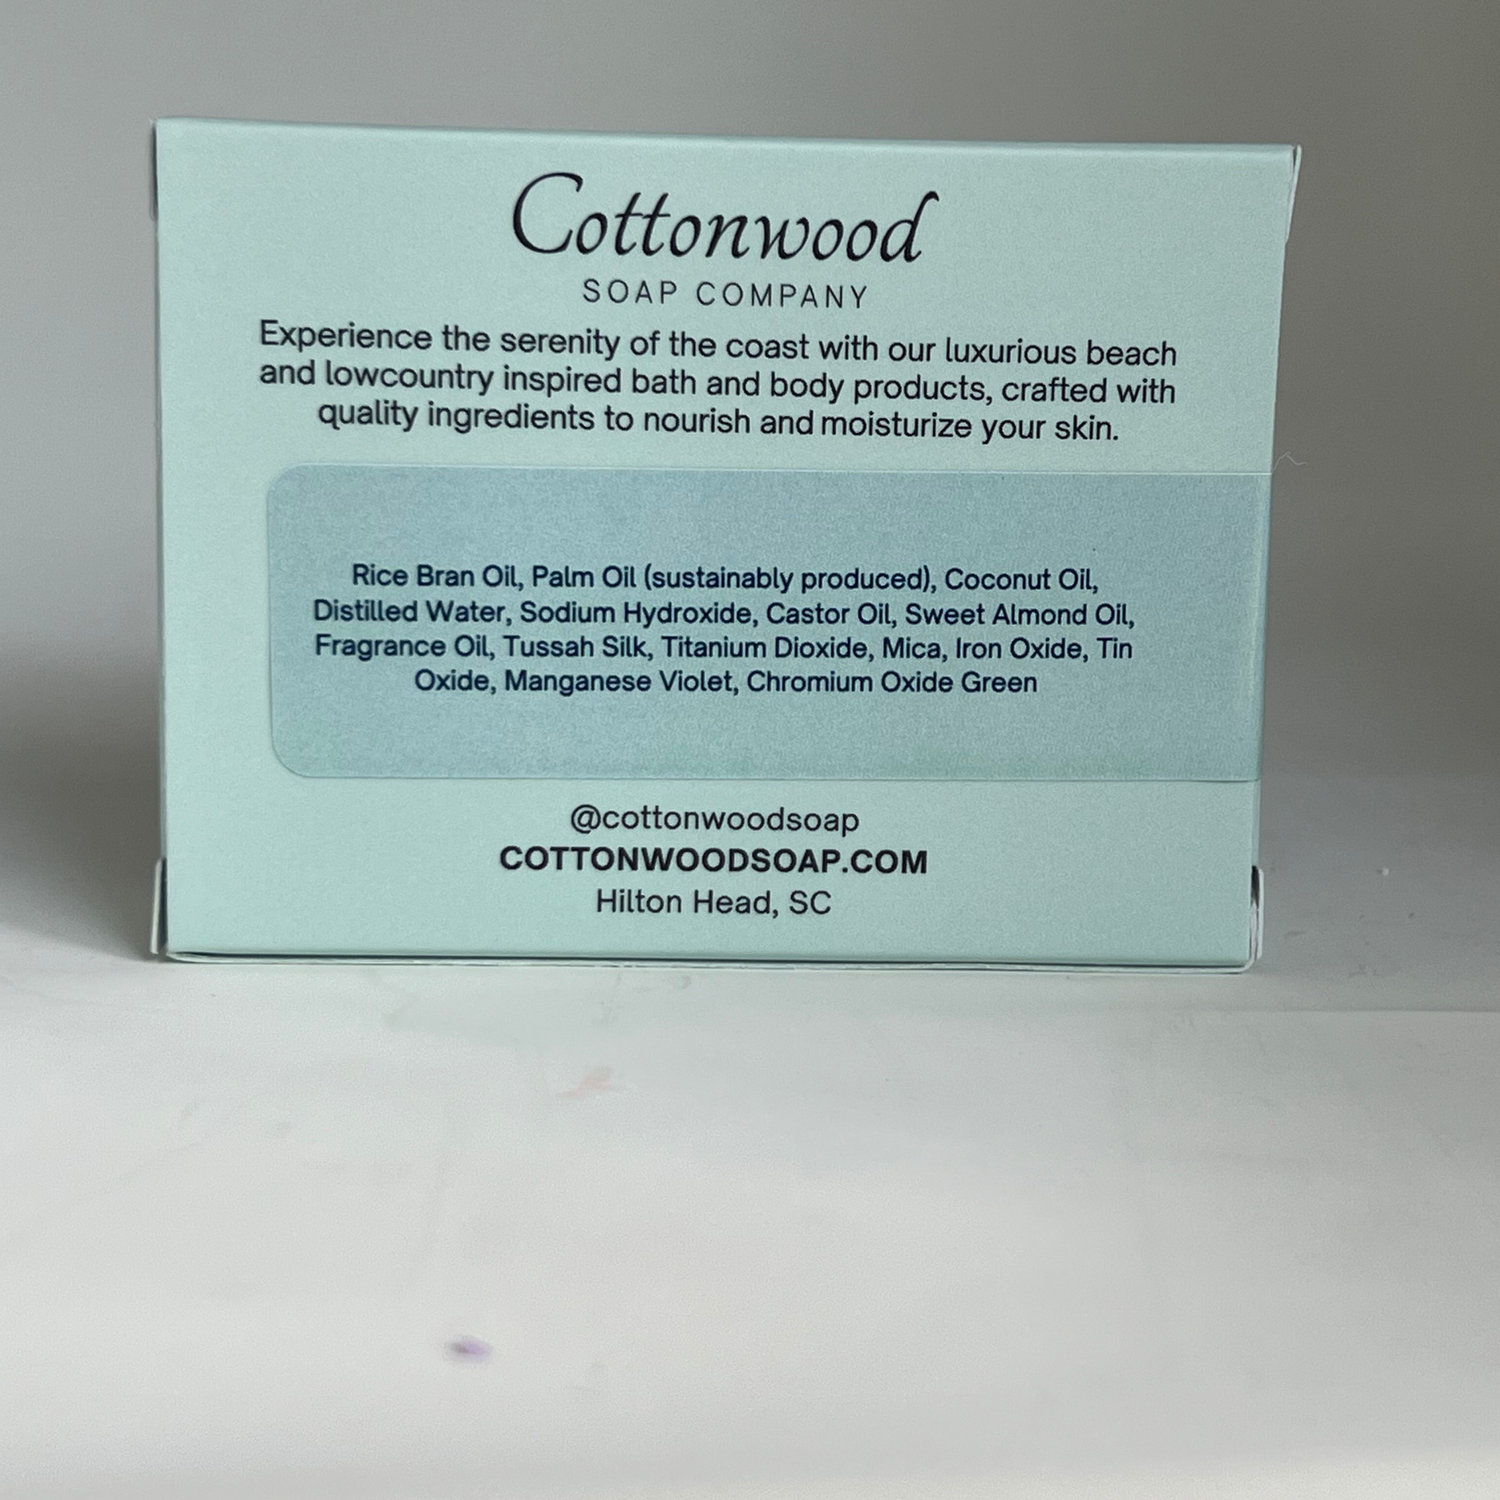 Cottonwood
SOAP COMPANY
Experience the serenity of the coast with our luxurious beach
and lowcountry inspired bath and body products, crafted with
quality ingredients to nourish and moisturize your skin.
Rice Bran Oil, Palm Oil (sustainably produced), Coconut Oil,
Distilled Water, Sodium Hydroxide, Castor Oil, Sweet Almond Oil,
Fragrance Oil, Tussah Silk, Titanium Dioxide, Mica, Iron Oxide, Tin
Oxide, Manganese Violet, Chromium Oxide Green
@cottonwoodsoap
COTTONWOODSOAP.COM
Hilton Head, SC